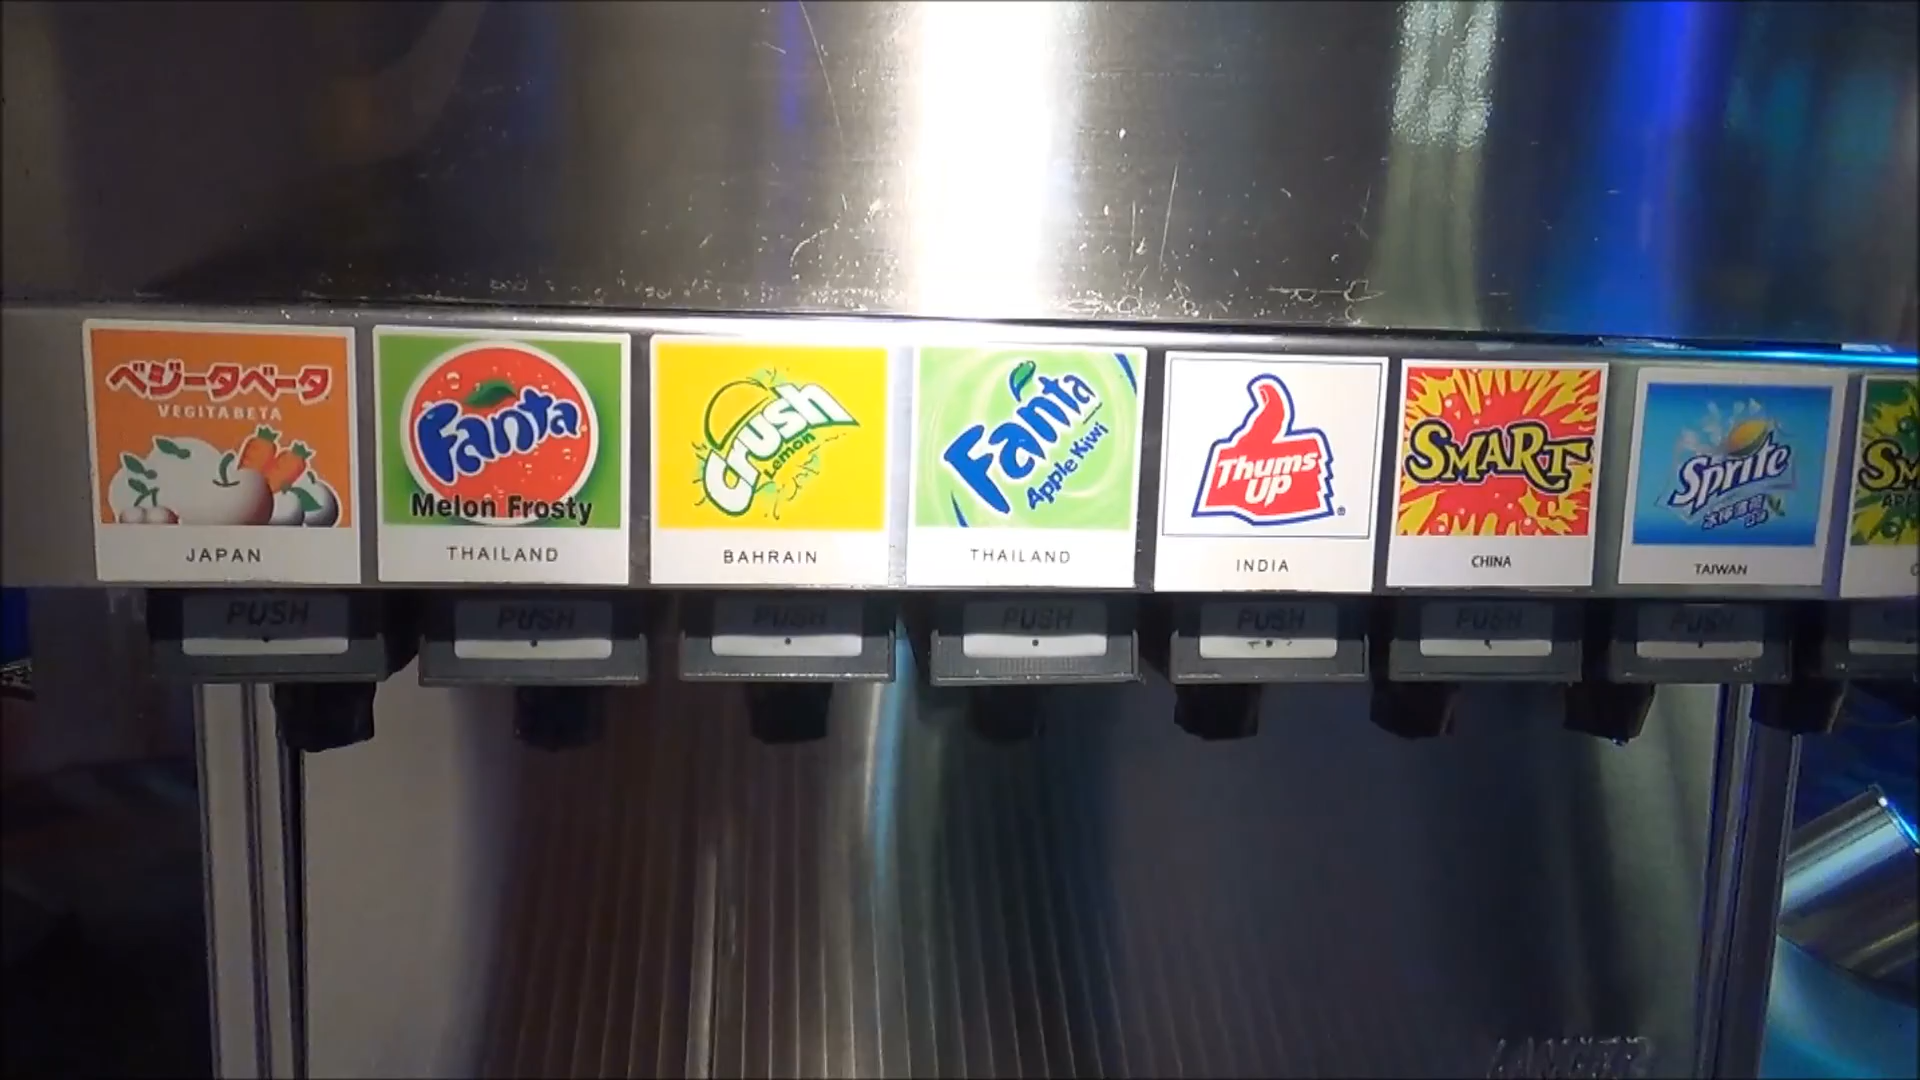 ベジータベータ
VEGITABETA
JAPAN
Fanta
Melon Frosty
THAILAND
Crush
Lemon
BAHRAIN
Fanta
Apple Kiwi
THAILAND
Thums
UP
®
INDIA
SMART
CHINA
Sprite
TAIWAN
SM
PUSH
PUSH
PUSH
PUSH
PUSH
PUSH
PUSH